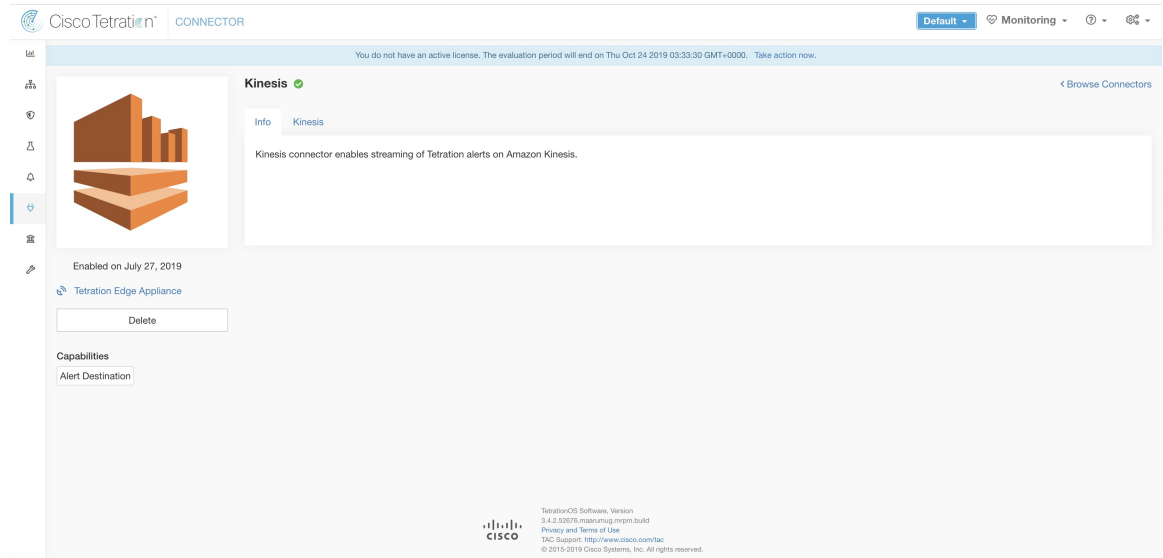 Cisco Tetration™ CONNECTOR Default Monitoring
You do not have an active license. The evaluation period will end on Thu Oct 24 2019 03:33:30 GMT+0000. Take action now.
Kinesis
< Browse Connectors
Info Kinesis
Kinesis connector enables streaming of Tetration alerts on Amazon Kinesis.
Enabled on July 27, 2019
Tetration Edge Appliance
Delete
Capabilities
Alert Destination
CISCO
TetrationOS Software, Version
3.4.2.52676.maarumug.mrpm.build
Privacy and Terms of Use
TAC Support: http://www.cisco.com/tac
© 2015-2019 Cisco Systems, Inc. All rights reserved.